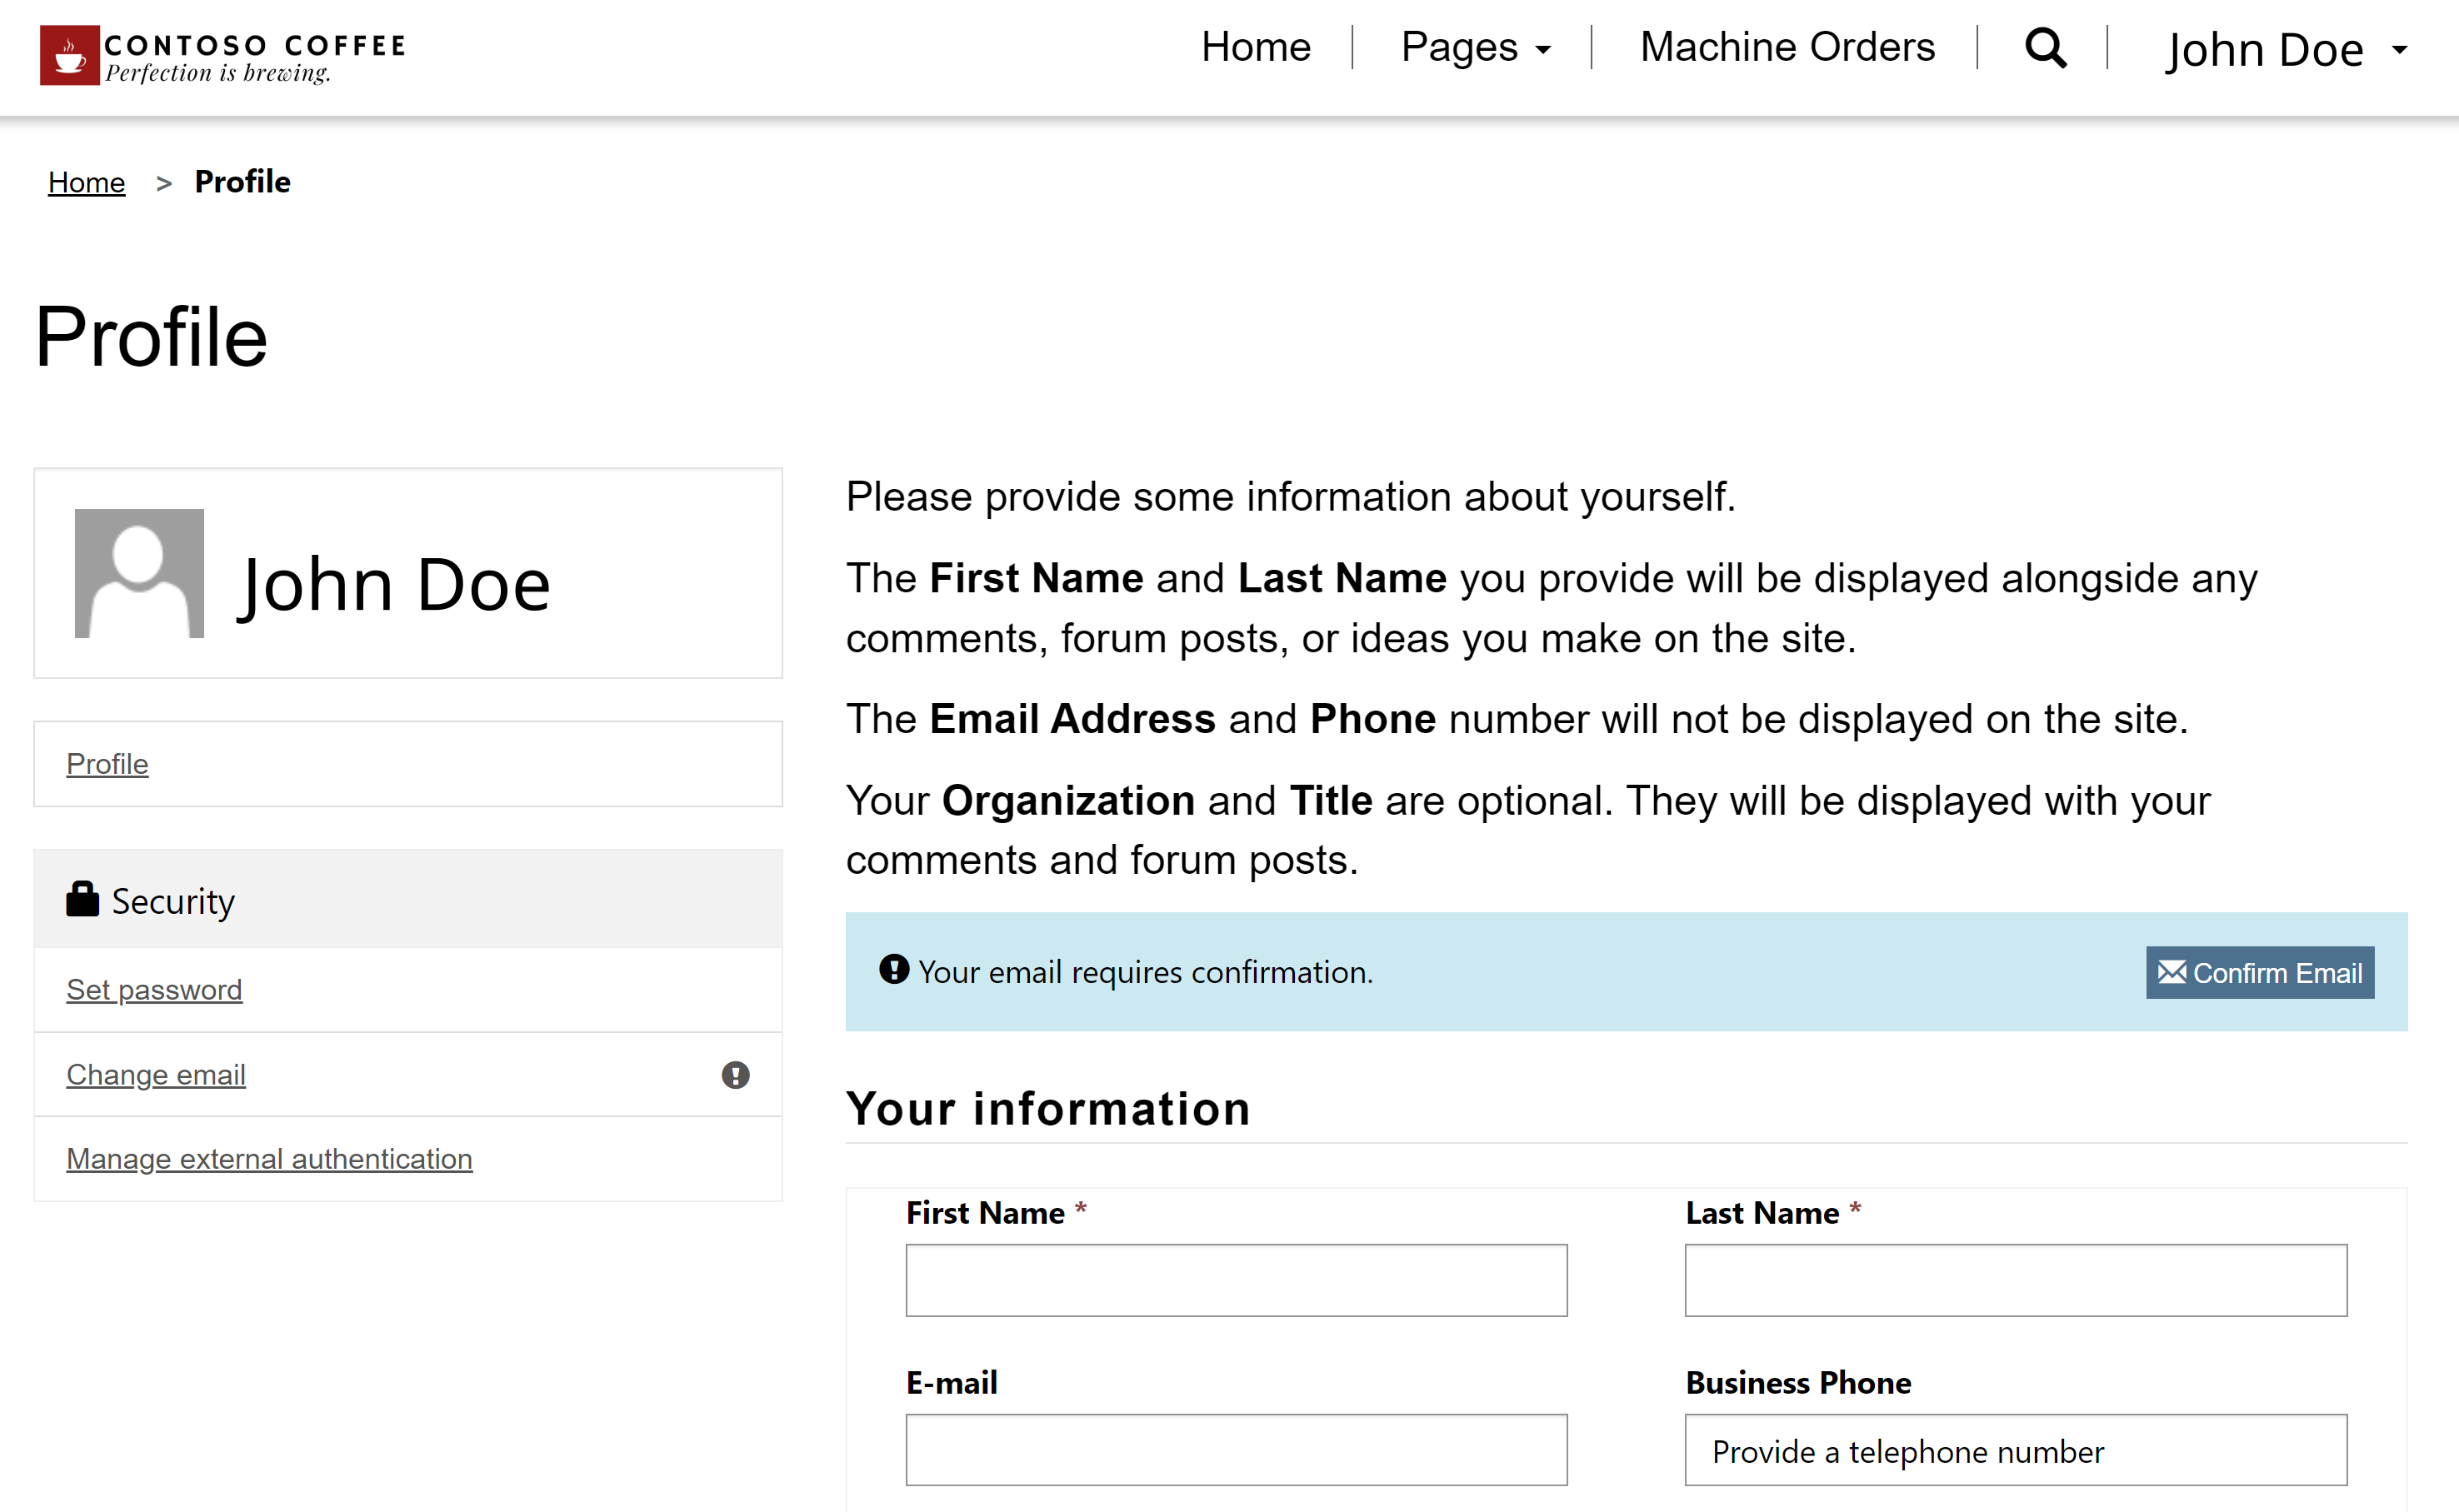 CONTOSO COFFEE
Perfection is brewing.
Home
Pages
Machine Orders
John Doe
Home > Profile
Profile
John Doe
Profile
Security
Set password
Change email
Manage external authentication
Please provide some information about yourself.
The First Name and Last Name you provide will be displayed alongside any
comments, forum posts, or ideas you make on the site.
The Email Address and Phone number will not be displayed on the site.
Your Organization and Title are optional. They will be displayed with your
comments and forum posts.
Your email requires confirmation.
Confirm Email
Your information
First Name *
Last Name *
E-mail
Business Phone
Provide a telephone number